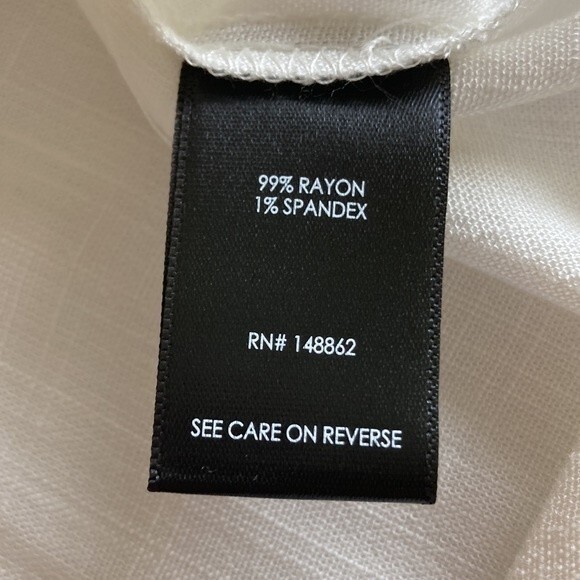 99% RAYON
1% SPANDEX
RN# 148862
SEE CARE ON REVERSE